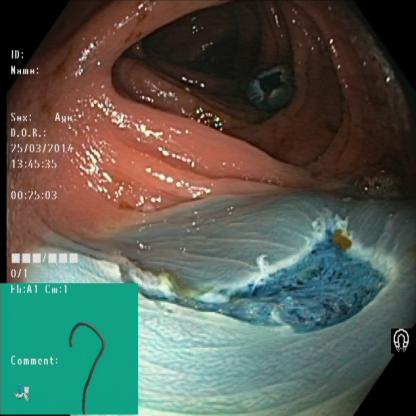 ID:
Name:
Sex: Age:
D.O.B.:
25/03/2014
13:45:35
00:25:03
■■■/■■■
0/1
Eh:A1 Cm:1
Comment: